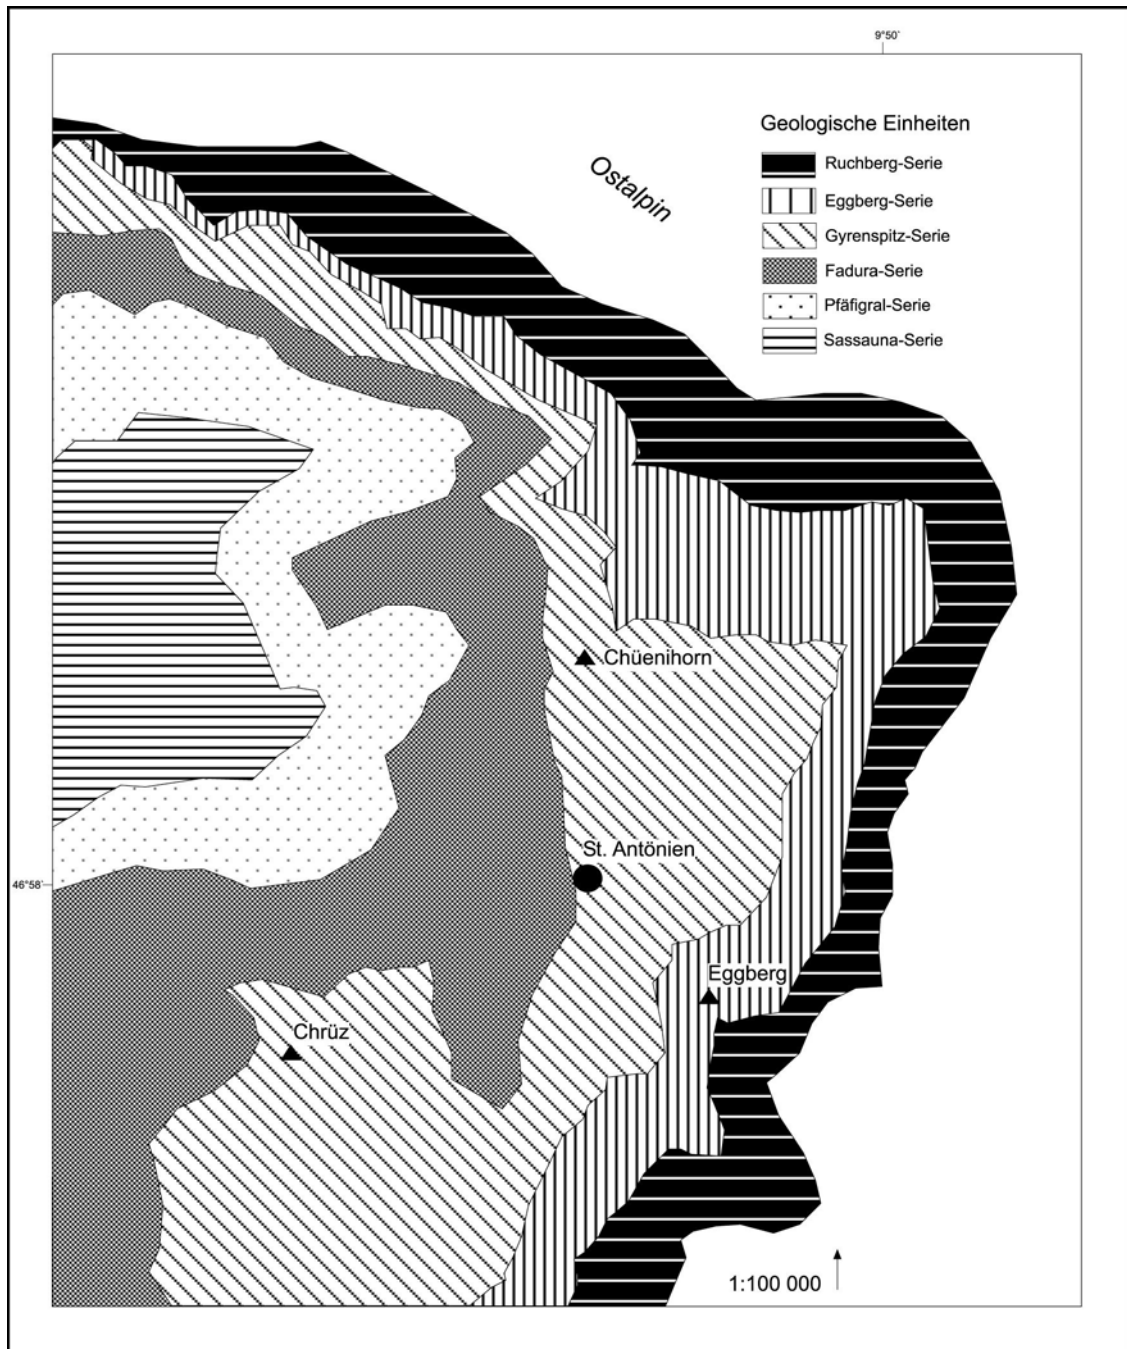 9°50`
Geologische Einheiten
Ostalpin
Ruchberg-Serie
Eggberg-Serie
Gyrenspitz-Serie
Fadura-Serie
Pfäfigral-Serie
Sassauna-Serie
Chüenihorn
St. Antönien
46°58`
Eggberg
Chrüz
1:100 000